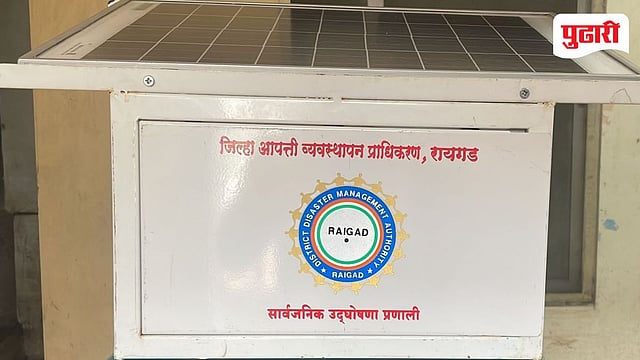 पुढारी
जिल्हा आपत्ती व्यवस्थापन प्राधिकरण, रायगड
DISTRICT DISASTER MANAGEMENT AUTHORITY
RAIGAD
RAIGAD
सार्वजनिक उद्घोषणा प्रणाली